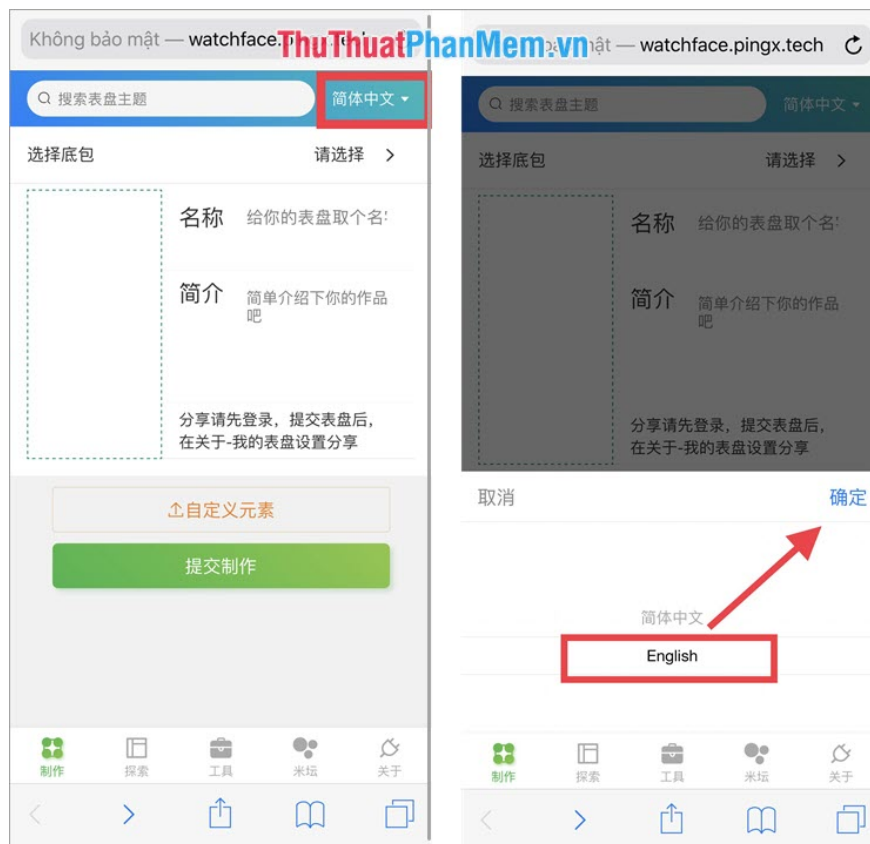 Không bảo mật — watchface.
ThuThuatPhanMem.vn
搜索表盘主题
简体中文
选择底包
请选择 >
名称
给你的表盘取个名
简介
简单介绍下你的作品
吧
分享请先登录，提交表盘后，
在关于-我的表盘设置分享
自定义元素
提交制作
制作
探索
工具
米坛
关于
mật — watchface.pingx.tech
搜索表盘主题
简体中文
选择底包
请选择 >
名称
给你的表盘取个名
简介
简单介绍下你的作品
吧
分享请先登录，提交表盘后，
在关于-我的表盘设置分享
取消
确定
简体中文
English
制作
探索
工具
米坛
关于